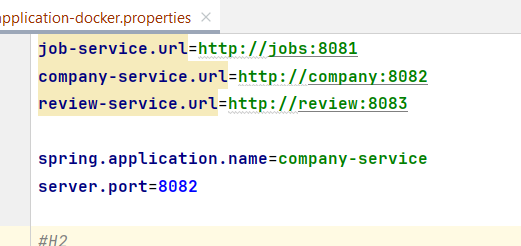 application-docker.properties
job-service.url=http://jobs:8081
company-service.url=http://company:8082
review-service.url=http://review:8083
spring.application.name=company-service
server.port=8082
#H2